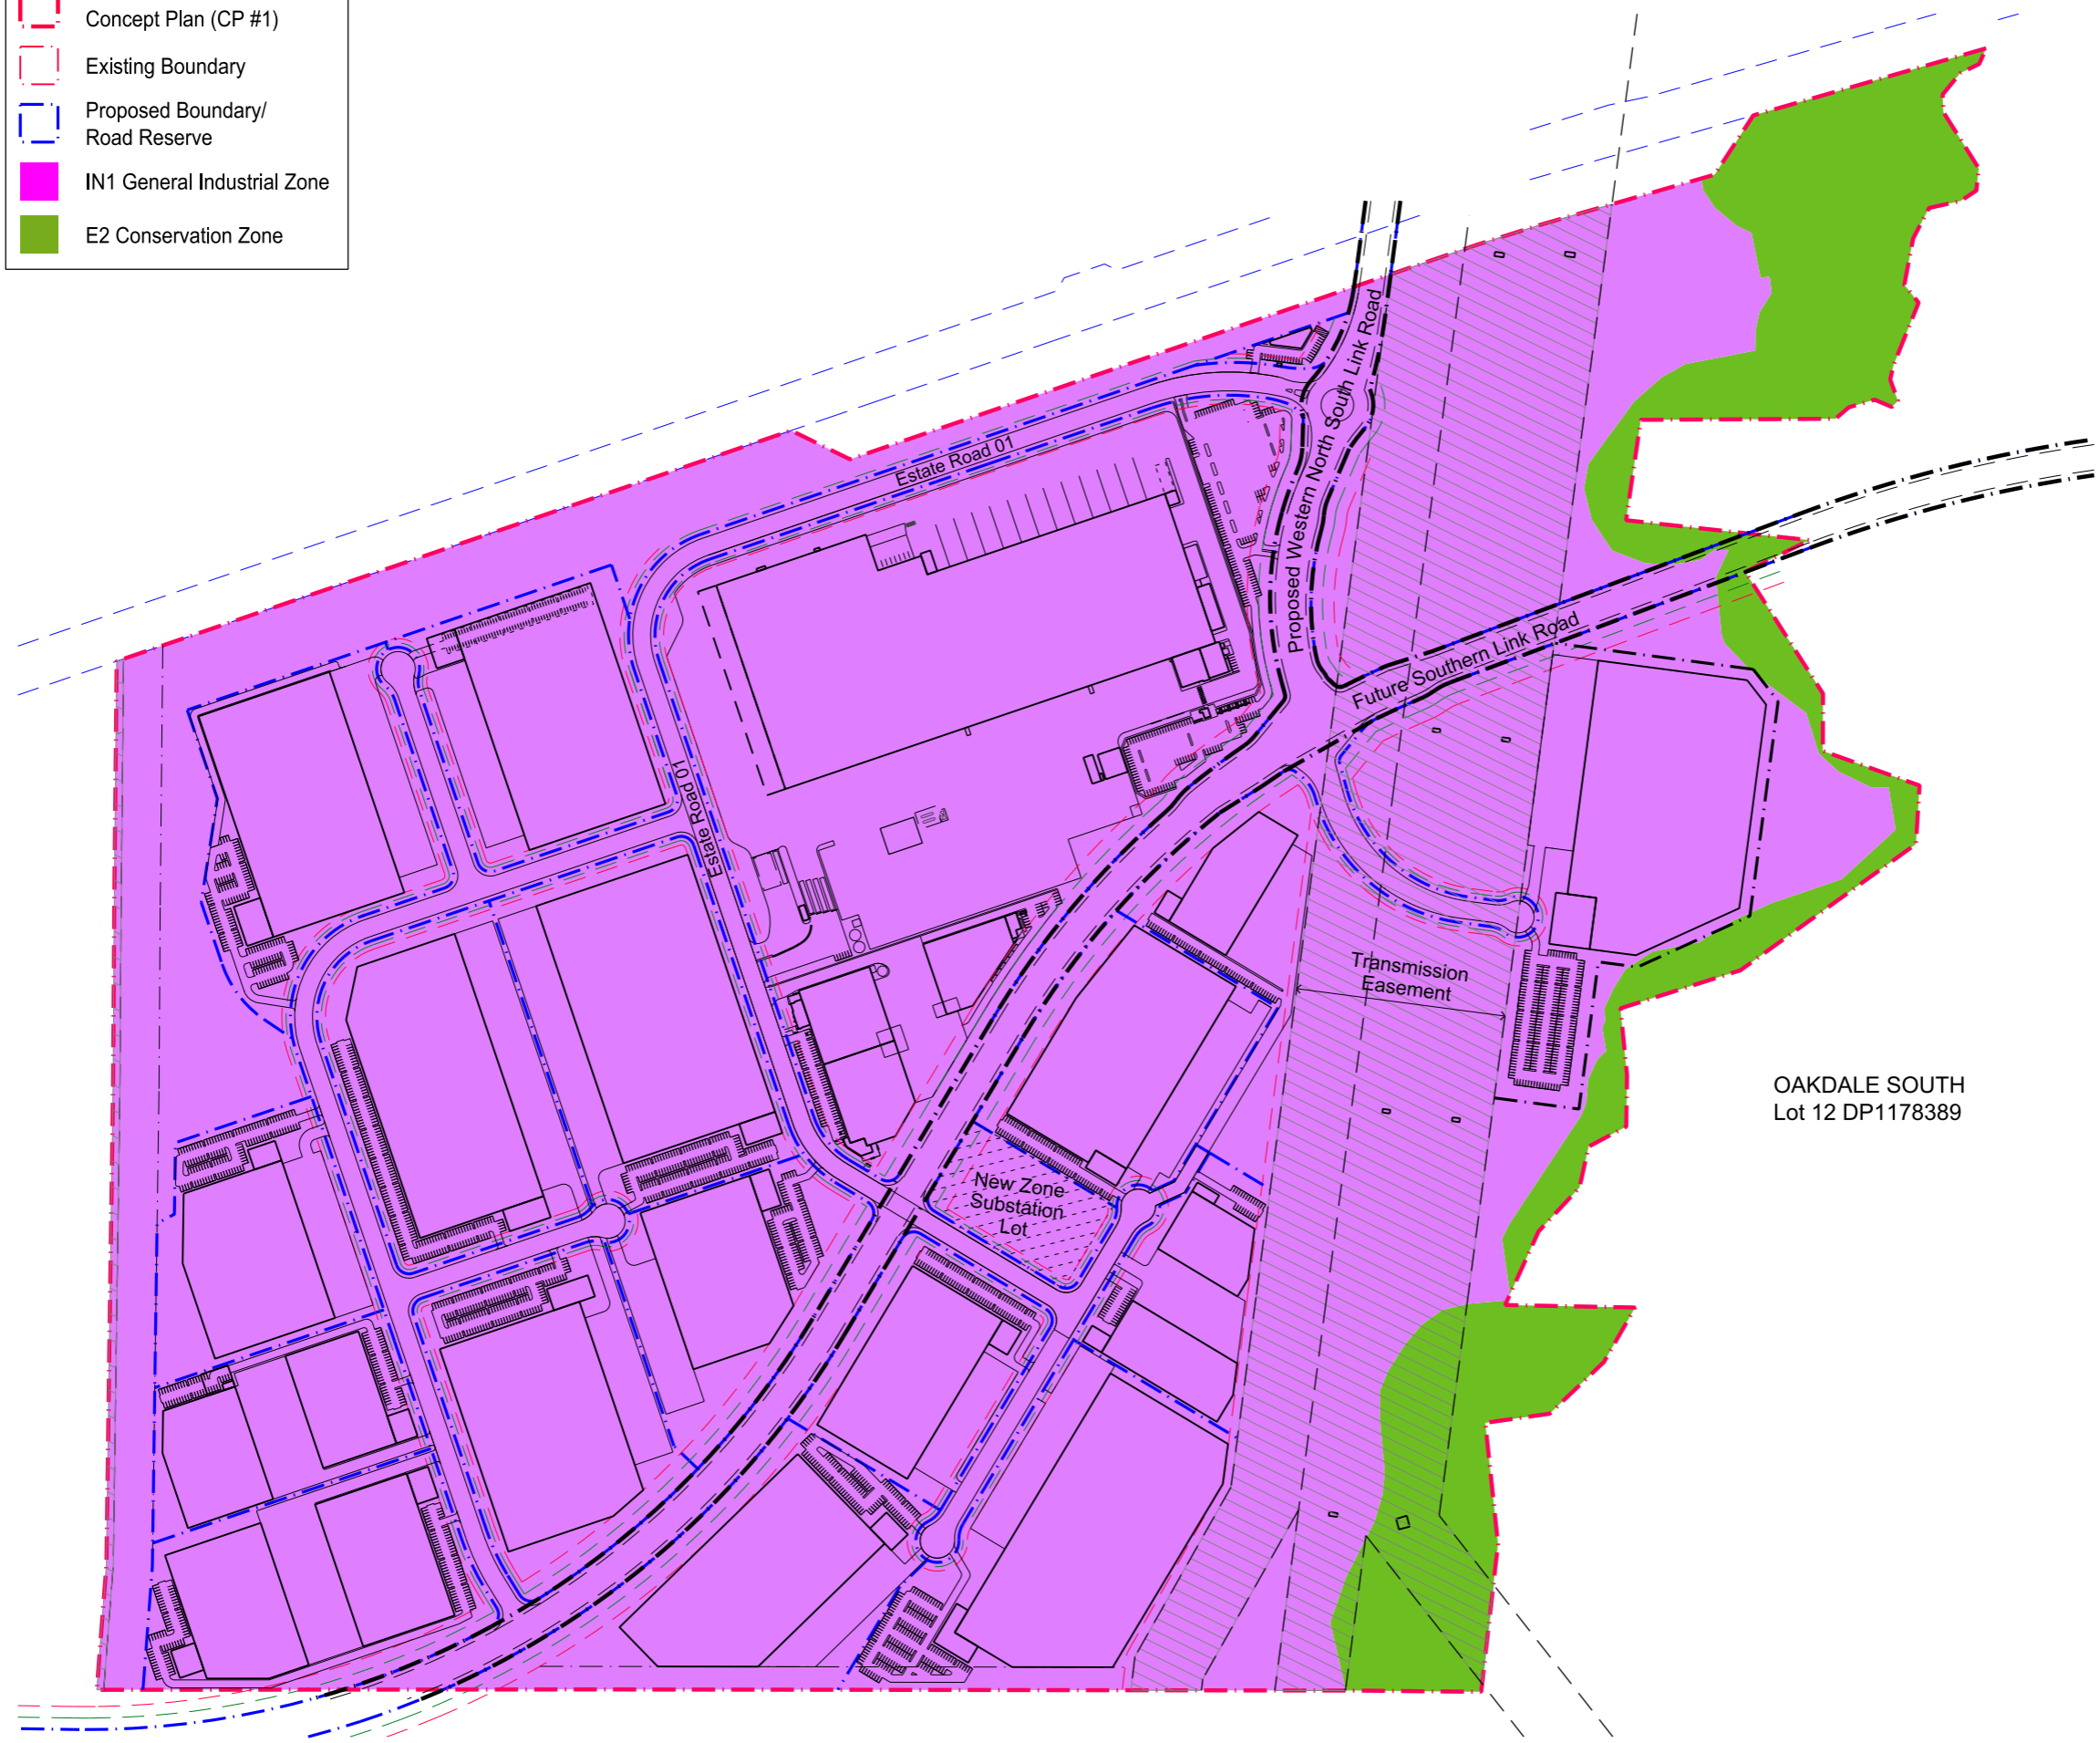 Concept Plan (CP #1)
Existing Boundary
Proposed Boundary/
Road Reserve
IN1 General Industrial Zone
E2 Conservation Zone
Proposed Western North South Link Road
Estate Road 01
Future Southern Link Road
Estate Road 01
Transmission
Easement
OAKDALE SOUTH
Lot 12 DP1178389
New Zone
Substation
Lot